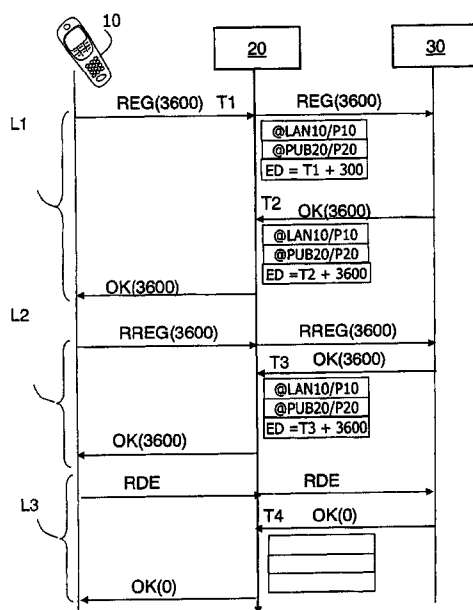 10
20
30
REG(3600) T1 REG(3600)
L1
@LAN10/P10
@PUB20/P20
ED = T1 + 300
T2 OK(3600)
@LAN10/P10
@PUB20/P20
ED =T2 + 3600
OK(3600)
L2
RREG(3600) RREG(3600)
T3 OK(3600)
@LAN10/P10
@PUB20/P20
ED =T3 + 3600
OK(3600)
RDE RDE
L3
T4 OK(0)
OK(0)